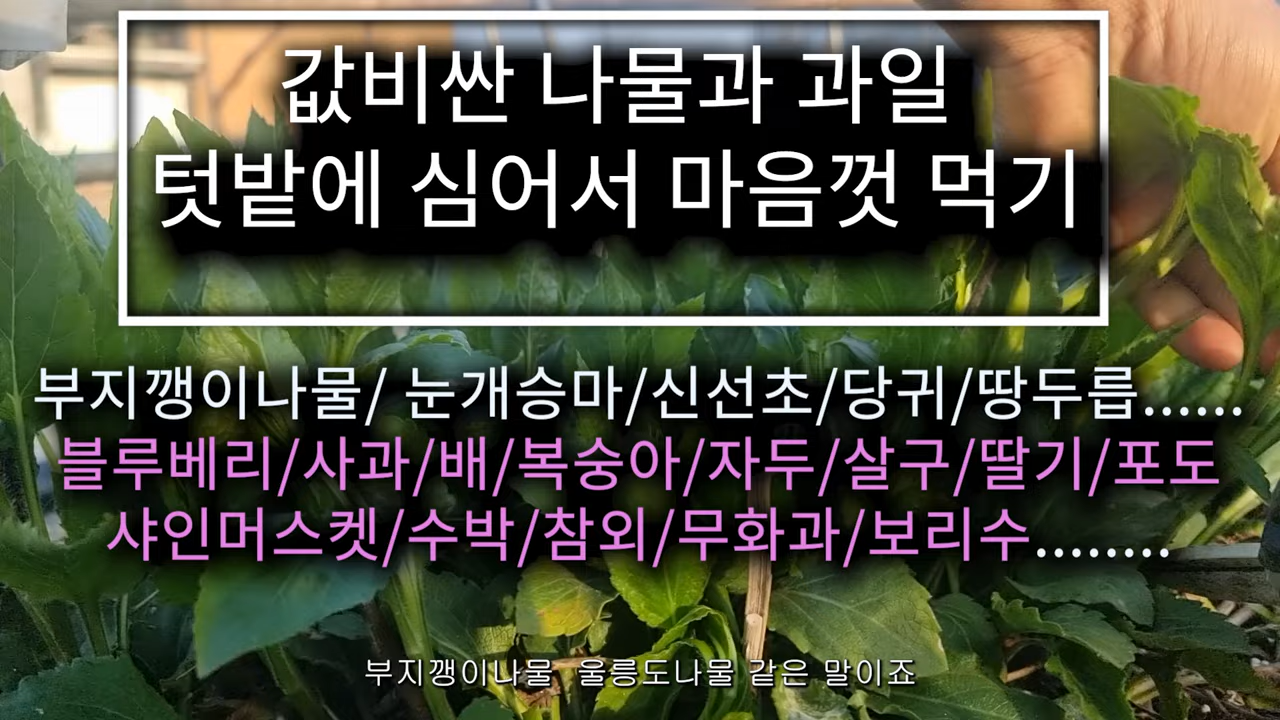 값비싼 나물과 과일
텃밭에 심어서 마음껏 먹기
부지깽이나물/ 눈개승마/신선초/당귀/땅두릅......
블루베리/사과/배/복숭아/자두/살구/딸기/포도
샤인머스켓/수박/참외/무화과/보리수........
부지깽이나물  울릉도나물 같은 말이죠